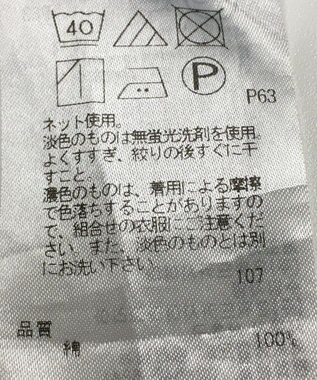 40
P
P63
ネット使用。
淡色のものは無蛍光洗剤を使用。
よくすすぎ、絞りの後すぐに干
すこと。
濃色のものは、着用による摩擦
で色落ちすることがありますの
で、組合せの衣服にご注意くだ
さい。また、淡色のものとは別
にお洗い下さい。
107
品質
綿 100%